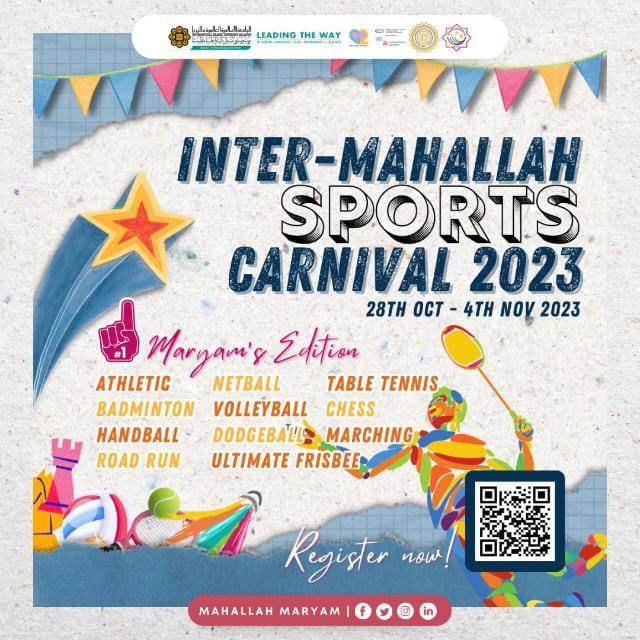 LEADING THE WAY
INTER-MAHALLAH
SPORTS
CARNIVAL 2023
28TH OCT - 4TH NOV 2023
#1
Maryam's Edition
ATHLETIC NETBALL TABLE TENNIS
BADMINTON VOLLEYBALL CHESS
HANDBALL DODGEBALL MARCHING
ROAD RUN ULTIMATE FRISBEE
Register now!
MAHALLAH MARYAM |